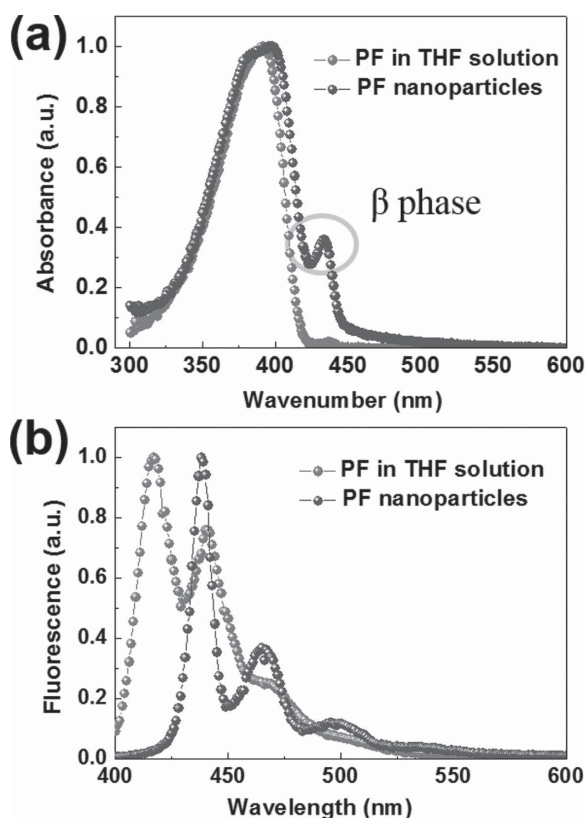 (a)
PF in THF solution
PF nanoparticles
β phase
Absorbance (a.u.)
1.0
0.8
0.6
0.4
0.2
0.0
300 350 400 450 500 550 600
Wavenumber (nm)
(b)
PF in THF solution
PF nanoparticles
Fluorescence (a.u.)
1.0
0.8
0.6
0.4
0.2
0.0
400 450 500 550 600
Wavelength (nm)